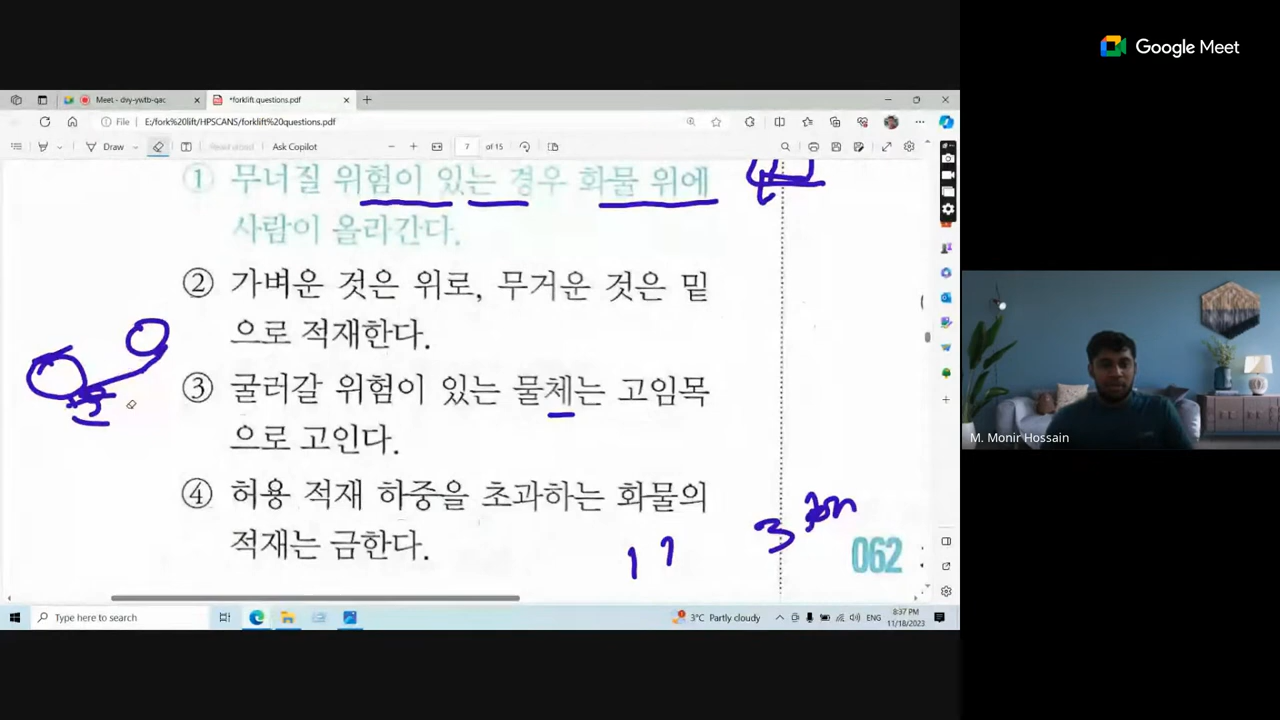 Google Meet
Meet - dxy-ywtb-qac
*forklift.questions.pdf
File
E:/fork%20lift/HPSCANS/forklift%20questions.pdf
Draw
Read aloud
Ask Copilot
7
of 15
① 무너질 위험이 있는 경우 화물 위에
사람이 올라간다.
② 가벼운 것은 위로, 무거운 것은 밑
으로 적재한다.
③ 굴러갈 위험이 있는 물체는 고임목
으로 고인다.
④ 허용 적재 하중을 초과하는 화물의
적재는 금한다.
3 ton
062
M. Monir Hossain
Type here to search
3°C Partly cloudy
ENG
8:37 PM
11/18/2023